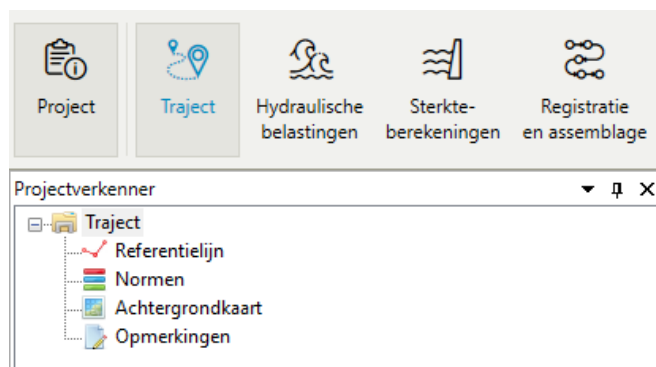 Project
Traject
Hydraulische
belastingen
Sterkte-
berekeningen
Registratie
en assemblage
Projectverkenner
Traject
Referentielijn
Normen
Achtergrondkaart
Opmerkingen